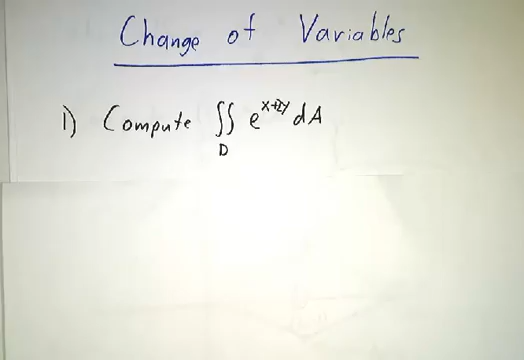 Change of Variables
1) Compute ∬_D e^{x+2y} dA